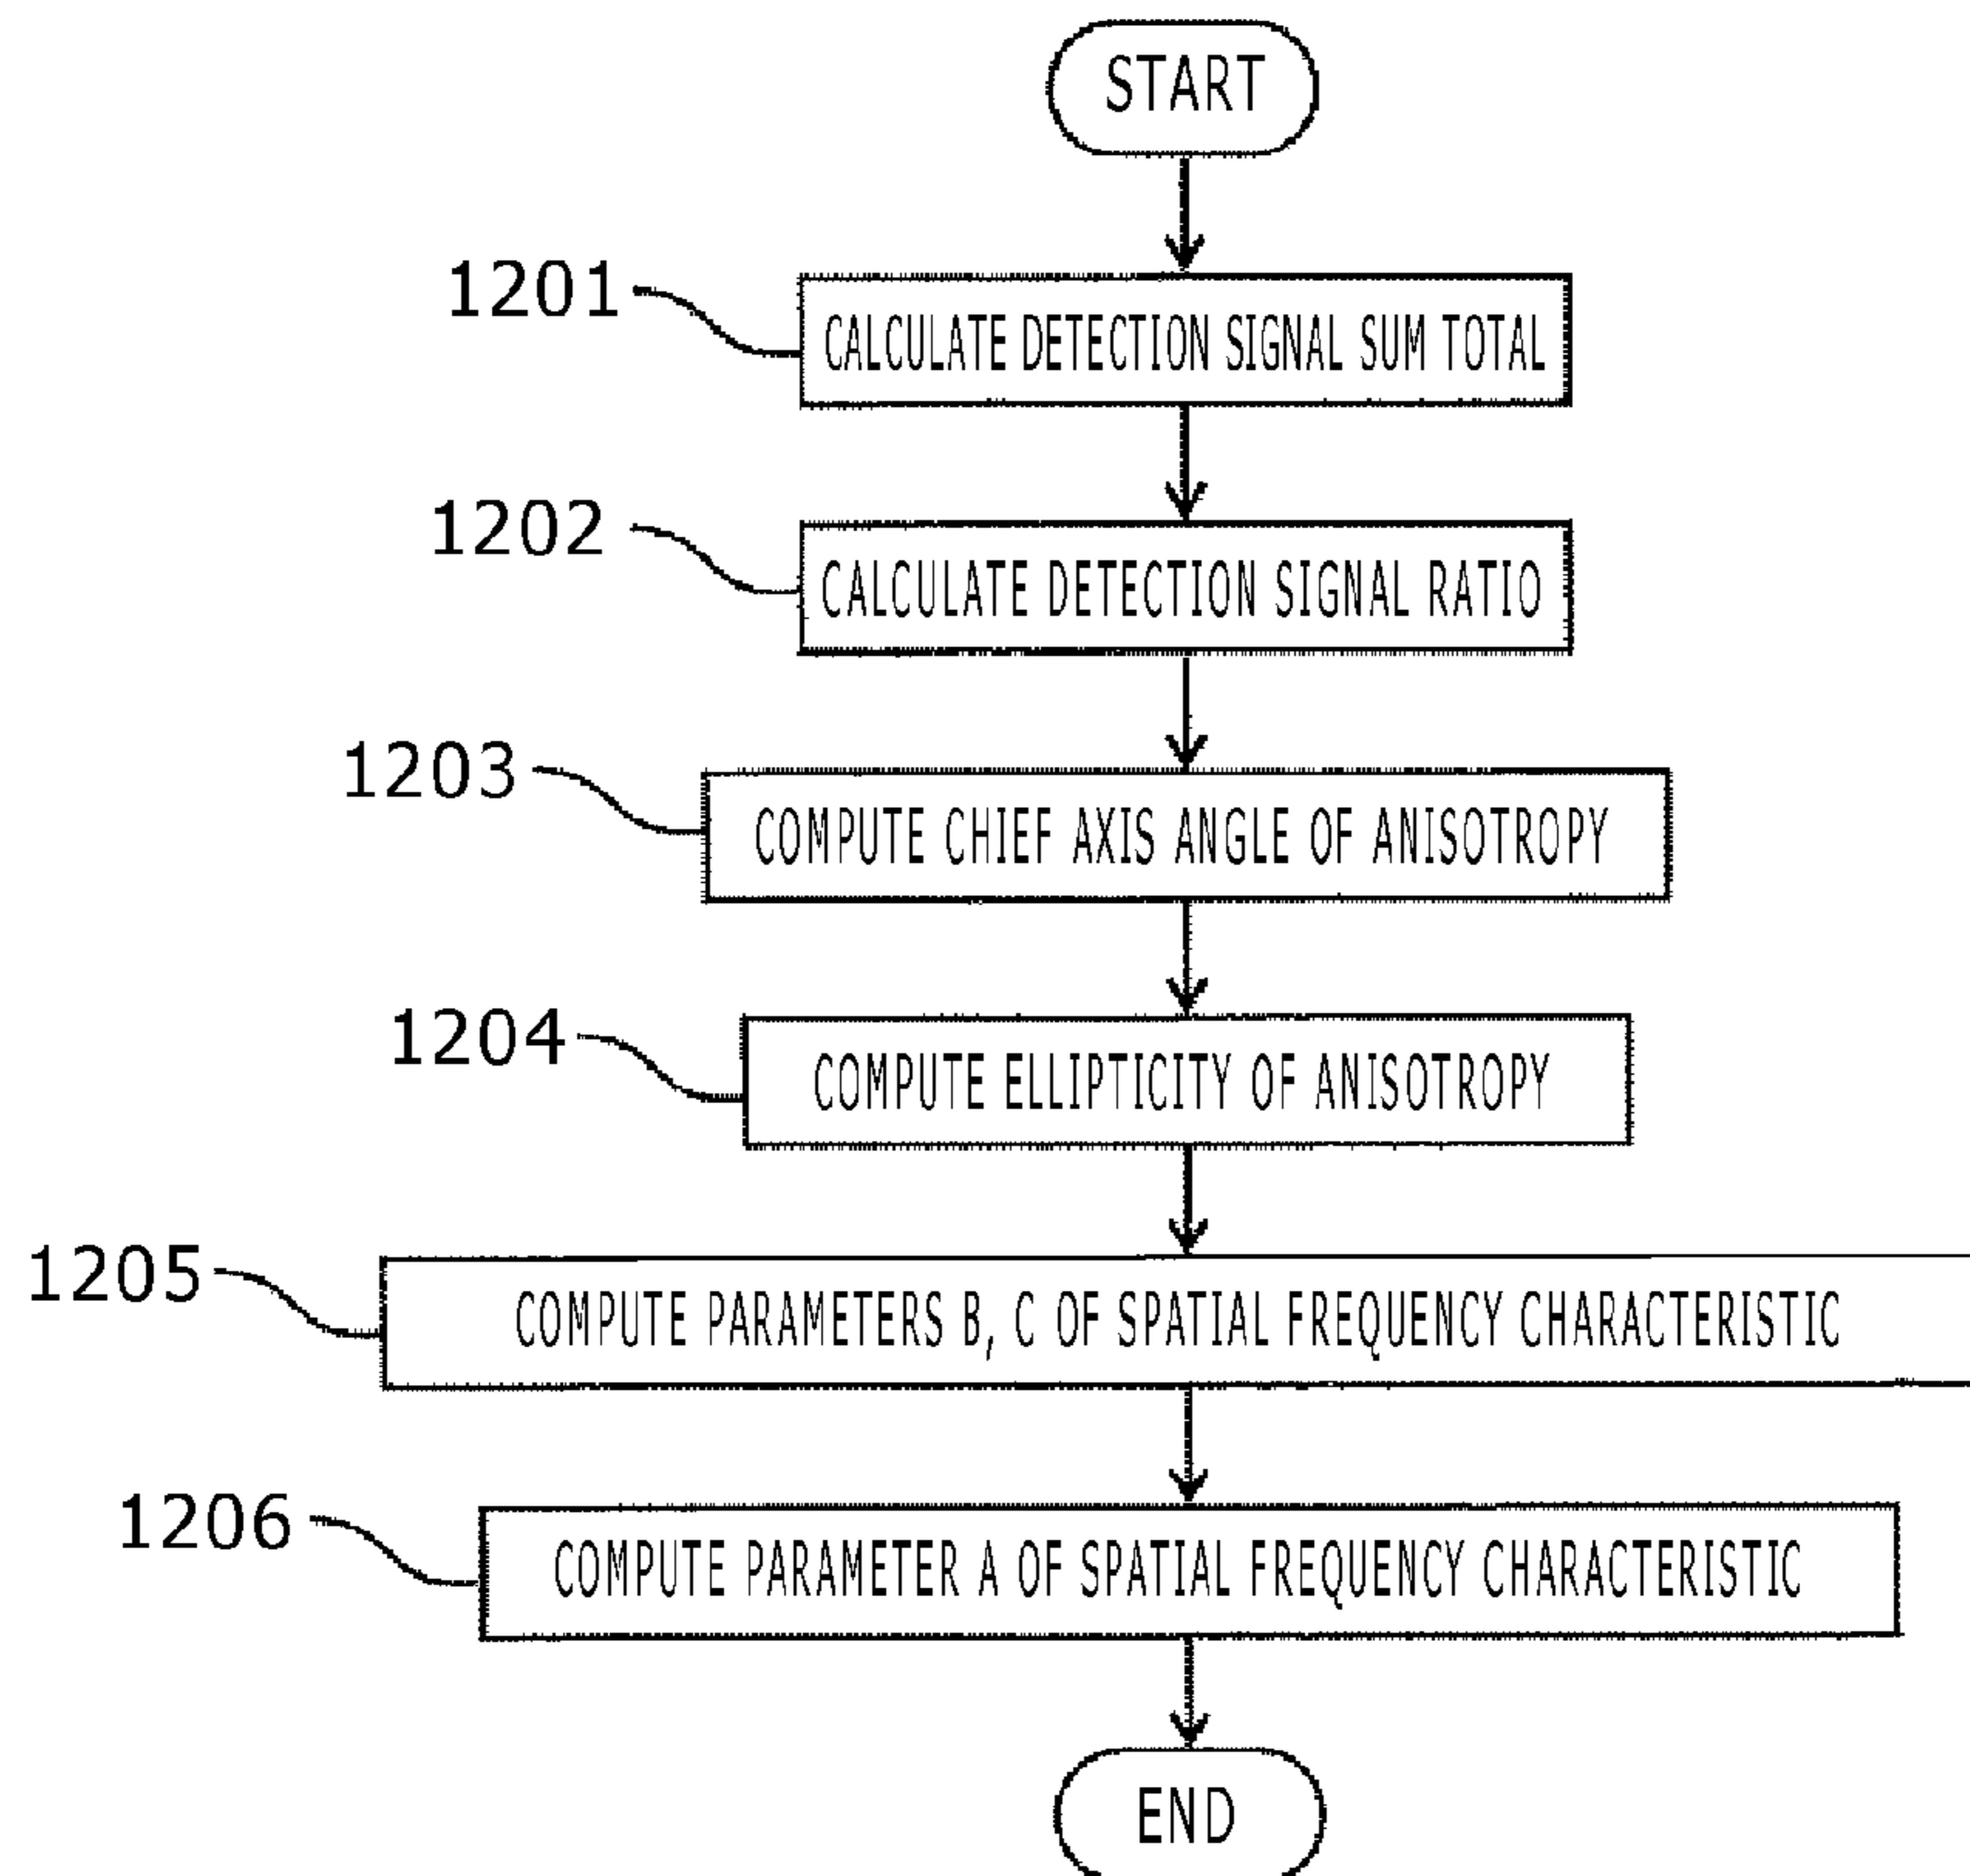 START
1201
CALCULATE DETECTION SIGNAL SUM TOTAL
1202
CALCULATE DETECTION SIGNAL RATIO
1203
COMPUTE CHIEF AXIS ANGLE OF ANISOTROPY
1204
COMPUTE ELLIPTICITY OF ANISOTROPY
1205
COMPUTE PARAMETERS B, C OF SPATIAL FREQUENCY CHARACTERISTIC
1206
COMPUTE PARAMETER A OF SPATIAL FREQUENCY CHARACTERISTIC
END